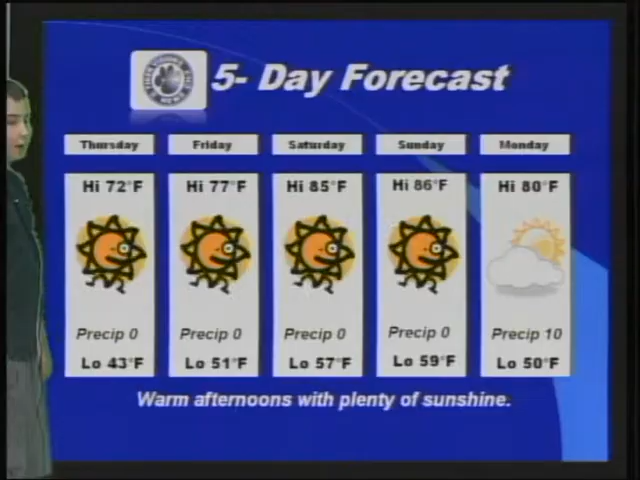 5- Day Forecast
Thursday Friday Saturday Sunday Monday
Hi 72°F Hi 77°F Hi 85°F Hi 86°F Hi 80°F
Precip 0 Precip 0 Precip 0 Precip 0 Precip 10
Lo 43°F Lo 51°F Lo 57°F Lo 59°F Lo 50°F
Warm afternoons with plenty of sunshine.